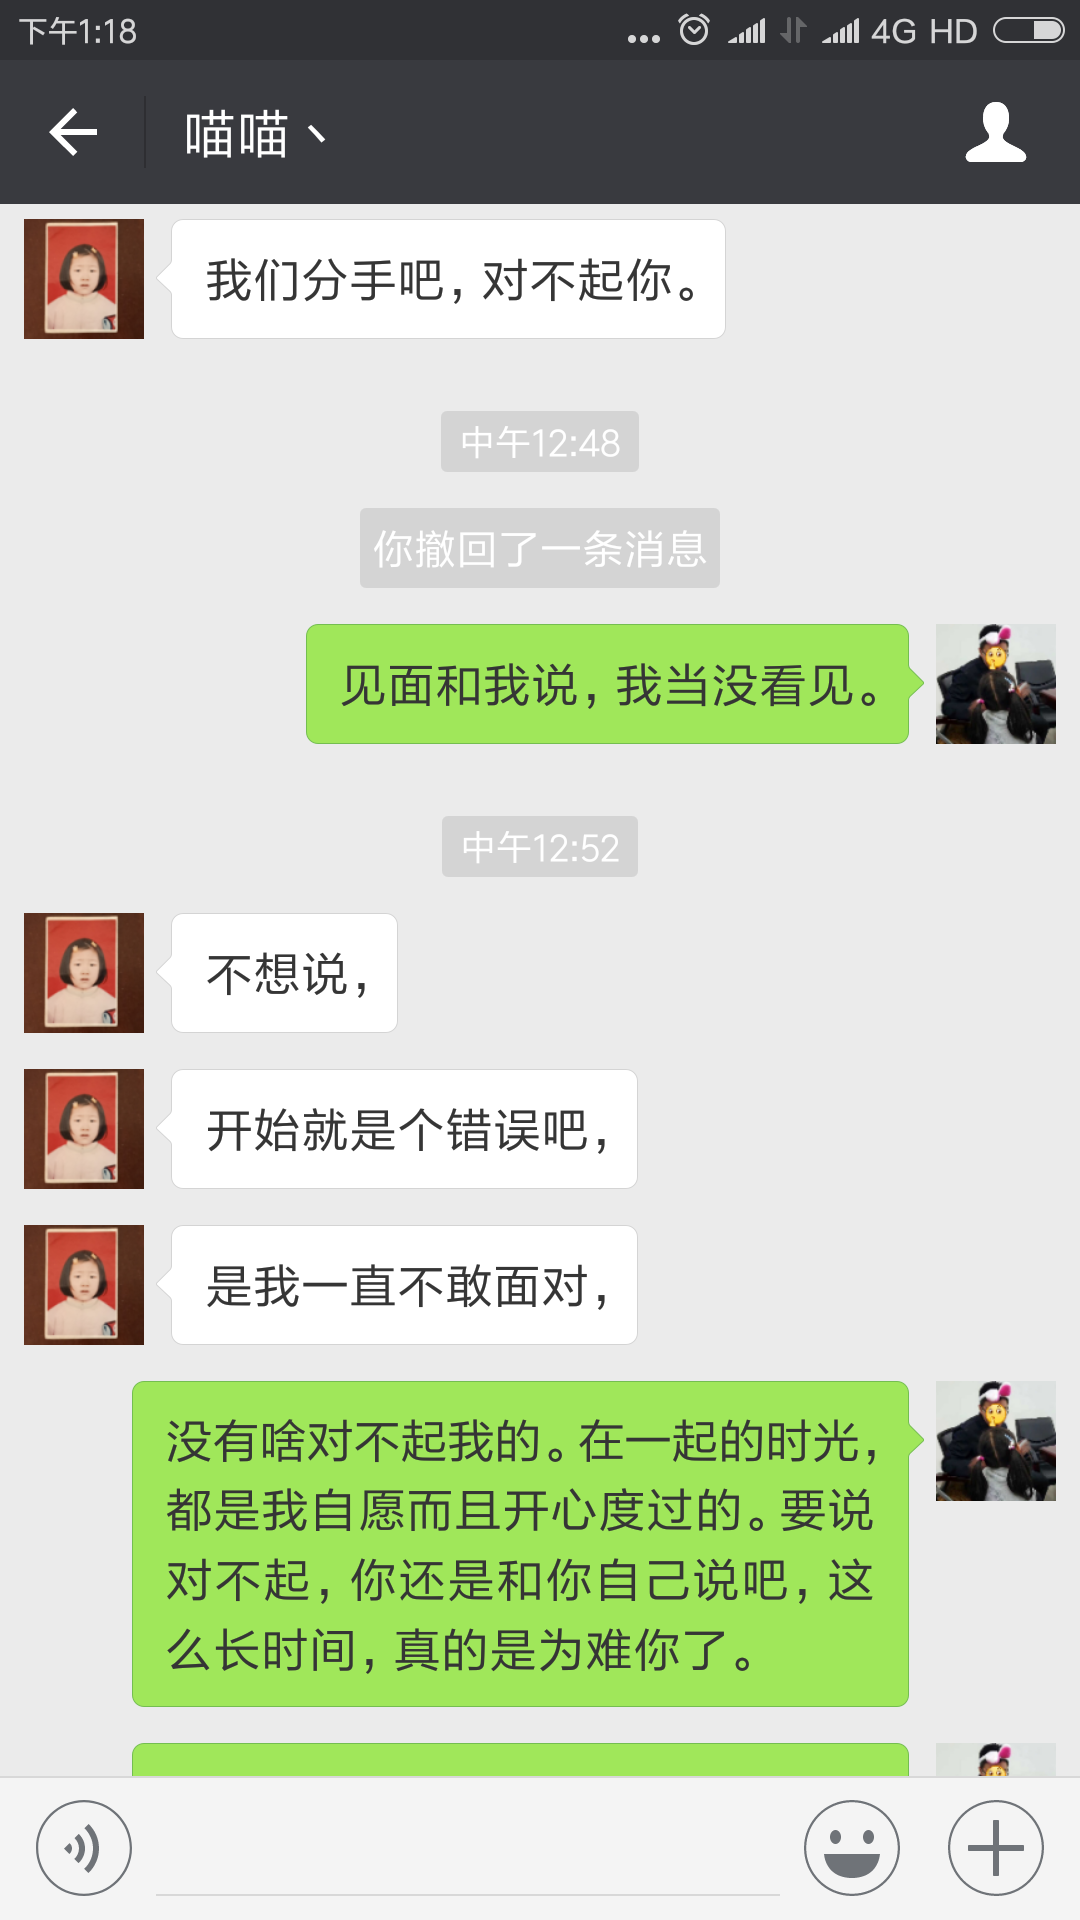 下午1:18
4G HD
喵喵丶
我们分手吧，对不起你。
中午12:48
你撤回了一条消息
见面和我说，我当没看见。
中午12:52
不想说，
开始就是个错误吧，
是我一直不敢面对，
没有啥对不起我的。在一起的时光，
都是我自愿而且开心度过的。要说
对不起，你还是和你自己说吧，这
么长时间，真的是为难你了。